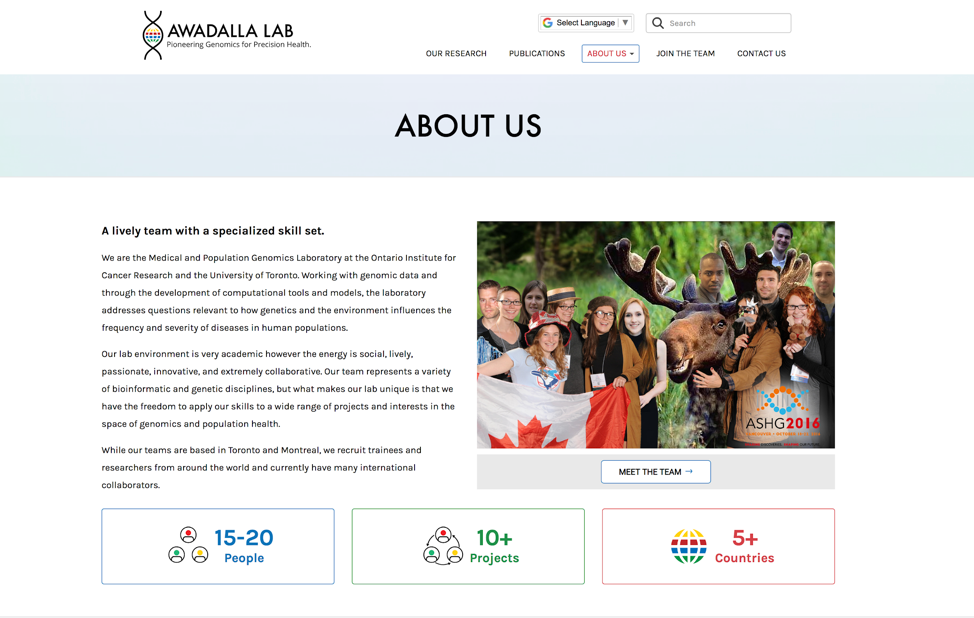 AWADALLA LAB
Pioneering Genomics for Precision Health.
Select Language ▼
Search
OUR RESEARCH
PUBLICATIONS
ABOUT US
JOIN THE TEAM
CONTACT US
ABOUT US
A lively team with a specialized skill set.
We are the Medical and Population Genomics Laboratory at the Ontario Institute for
Cancer Research and the University of Toronto. Working with genomic data and
through the development of computational tools and models, the laboratory
addresses questions relevant to how genetics and the environment influences the
frequency and severity of diseases in human populations.
Our lab environment is very academic however the energy is social, lively,
passionate, innovative, and extremely collaborative. Our team represents a variety
of bioinformatic and genetic disciplines, but what makes our lab unique is that we
have the freedom to apply our skills to a wide range of projects and interests in the
space of genomics and population health.
While our teams are based in Toronto and Montreal, we recruit trainees and
researchers from around the world and currently have many international
collaborators.
ASHG2016
MEET THE TEAM →
15-20
People
10+
Projects
5+
Countries